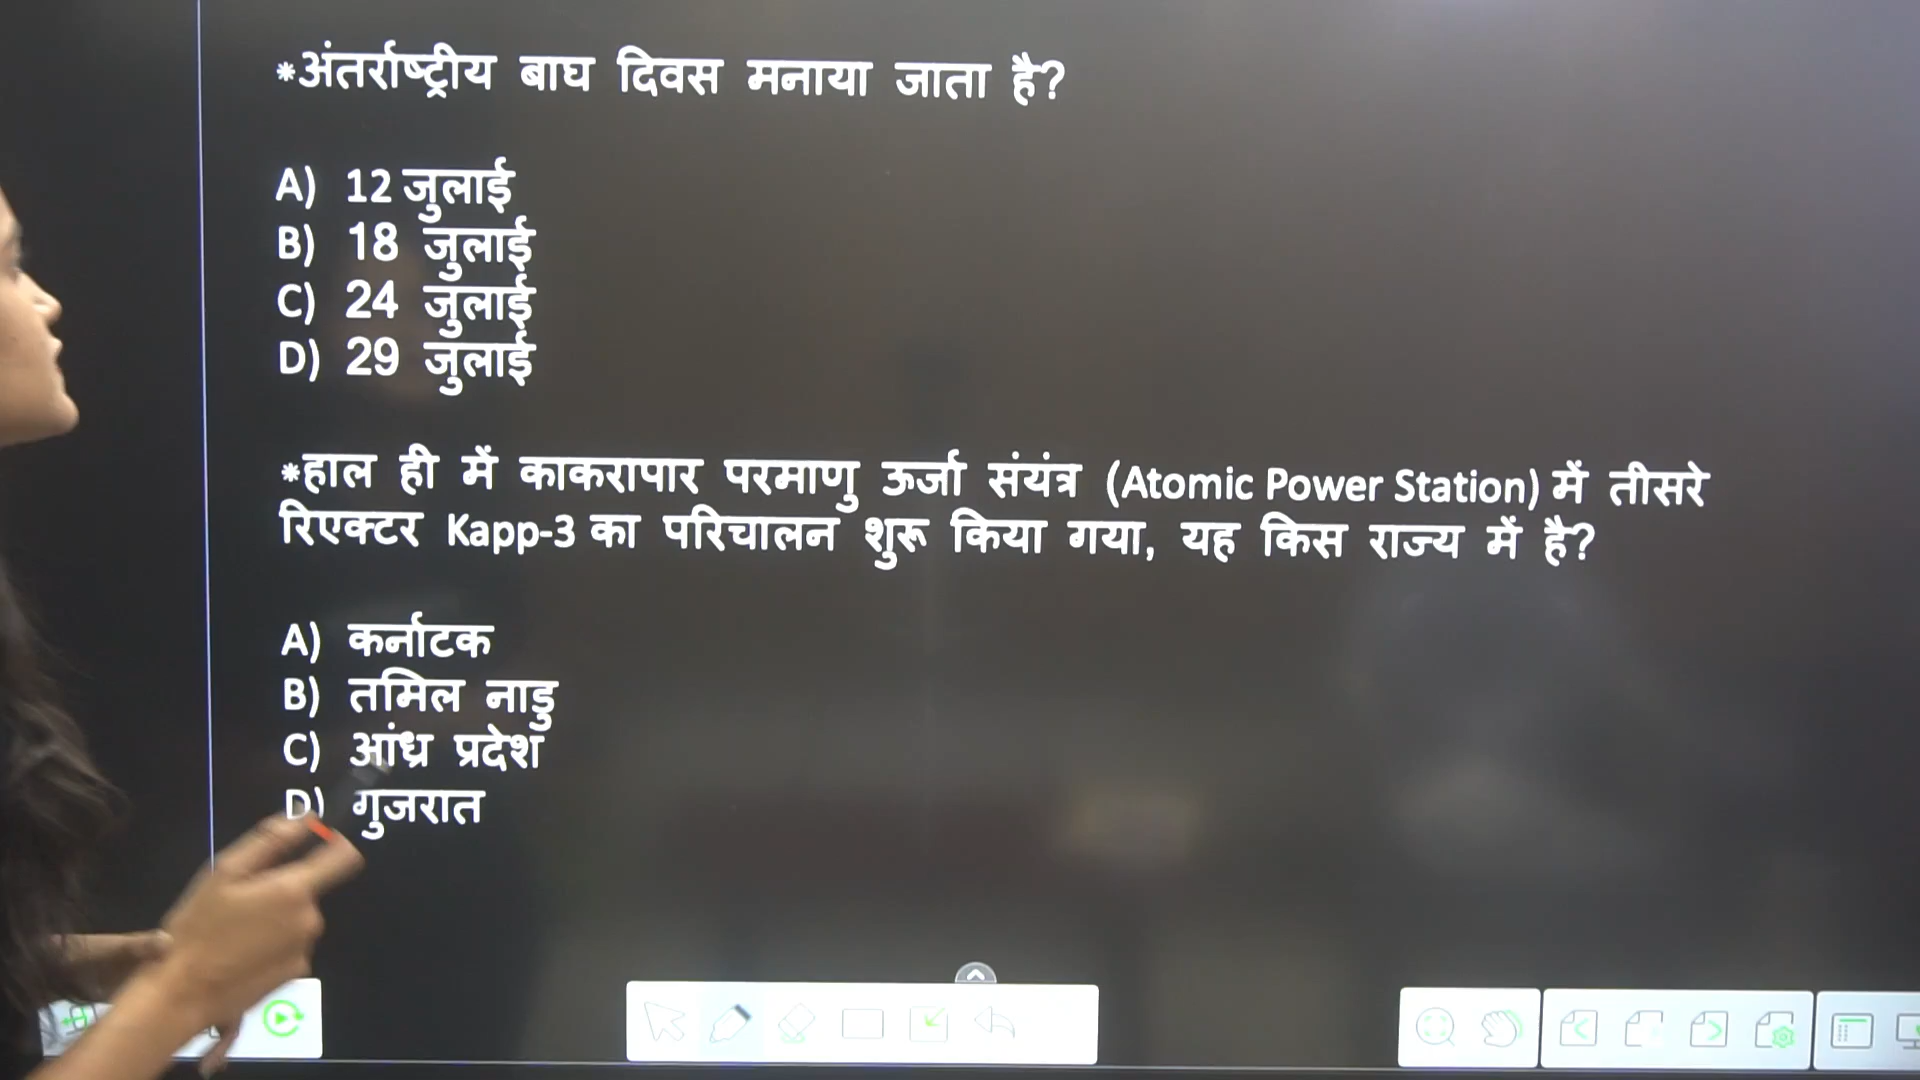 *अंतर्राष्ट्रीय बाघ दिवस मनाया जाता है?
A) 12 जुलाई
B) 18 जुलाई
C) 24 जुलाई
D) 29 जुलाई
*हाल ही में काकरापार परमाणु ऊर्जा संयंत्र (Atomic Power Station) में तीसरे
रिएक्टर Kapp-3 का परिचालन शुरू किया गया, यह किस राज्य में है?
A) कर्नाटक
B) तमिल नाडु
C) आंध्र प्रदेश
D) गुजरात